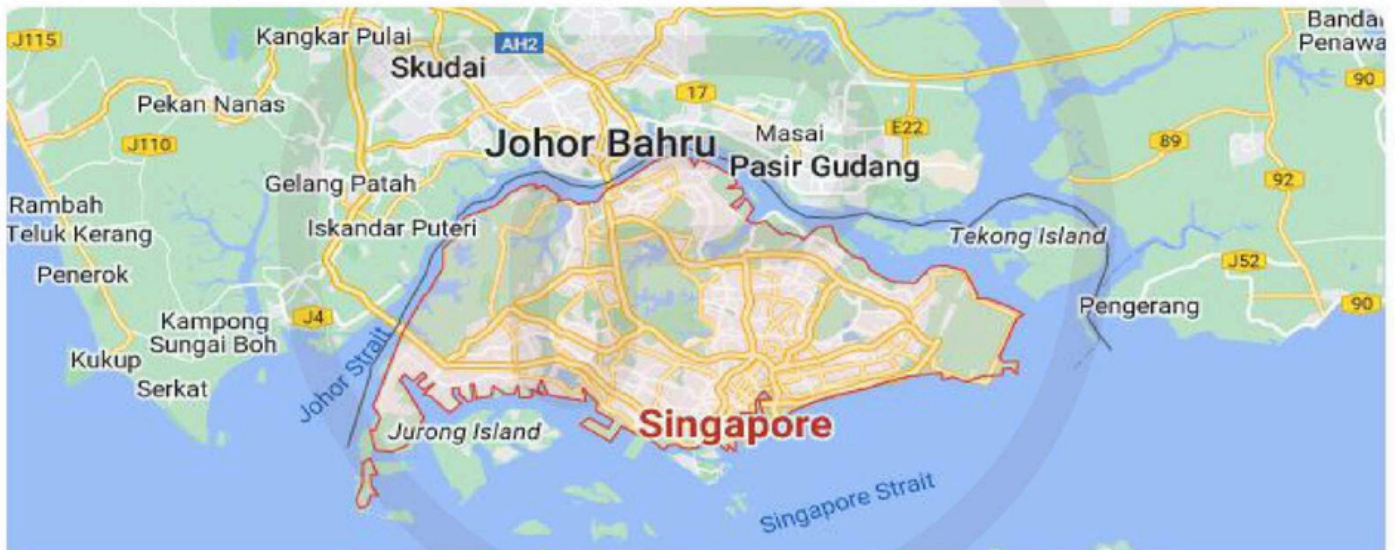 J115
Kangkar Pulai
AH2
Bandar
Penawa
Skudai
90
Pekan Nanas
17
J110
Johor Bahru
Masai
E22
89
Pasir Gudang
Gelang Patah
92
Rambah
Teluk Kerang
Iskandar Puteri
Tekong Island
Penerok
J52
Pengerang
90
Kampong
Sungai Boh
J4
Kukup
Johor Strait
Serkat
Jurong Island
Singapore
Singapore Strait